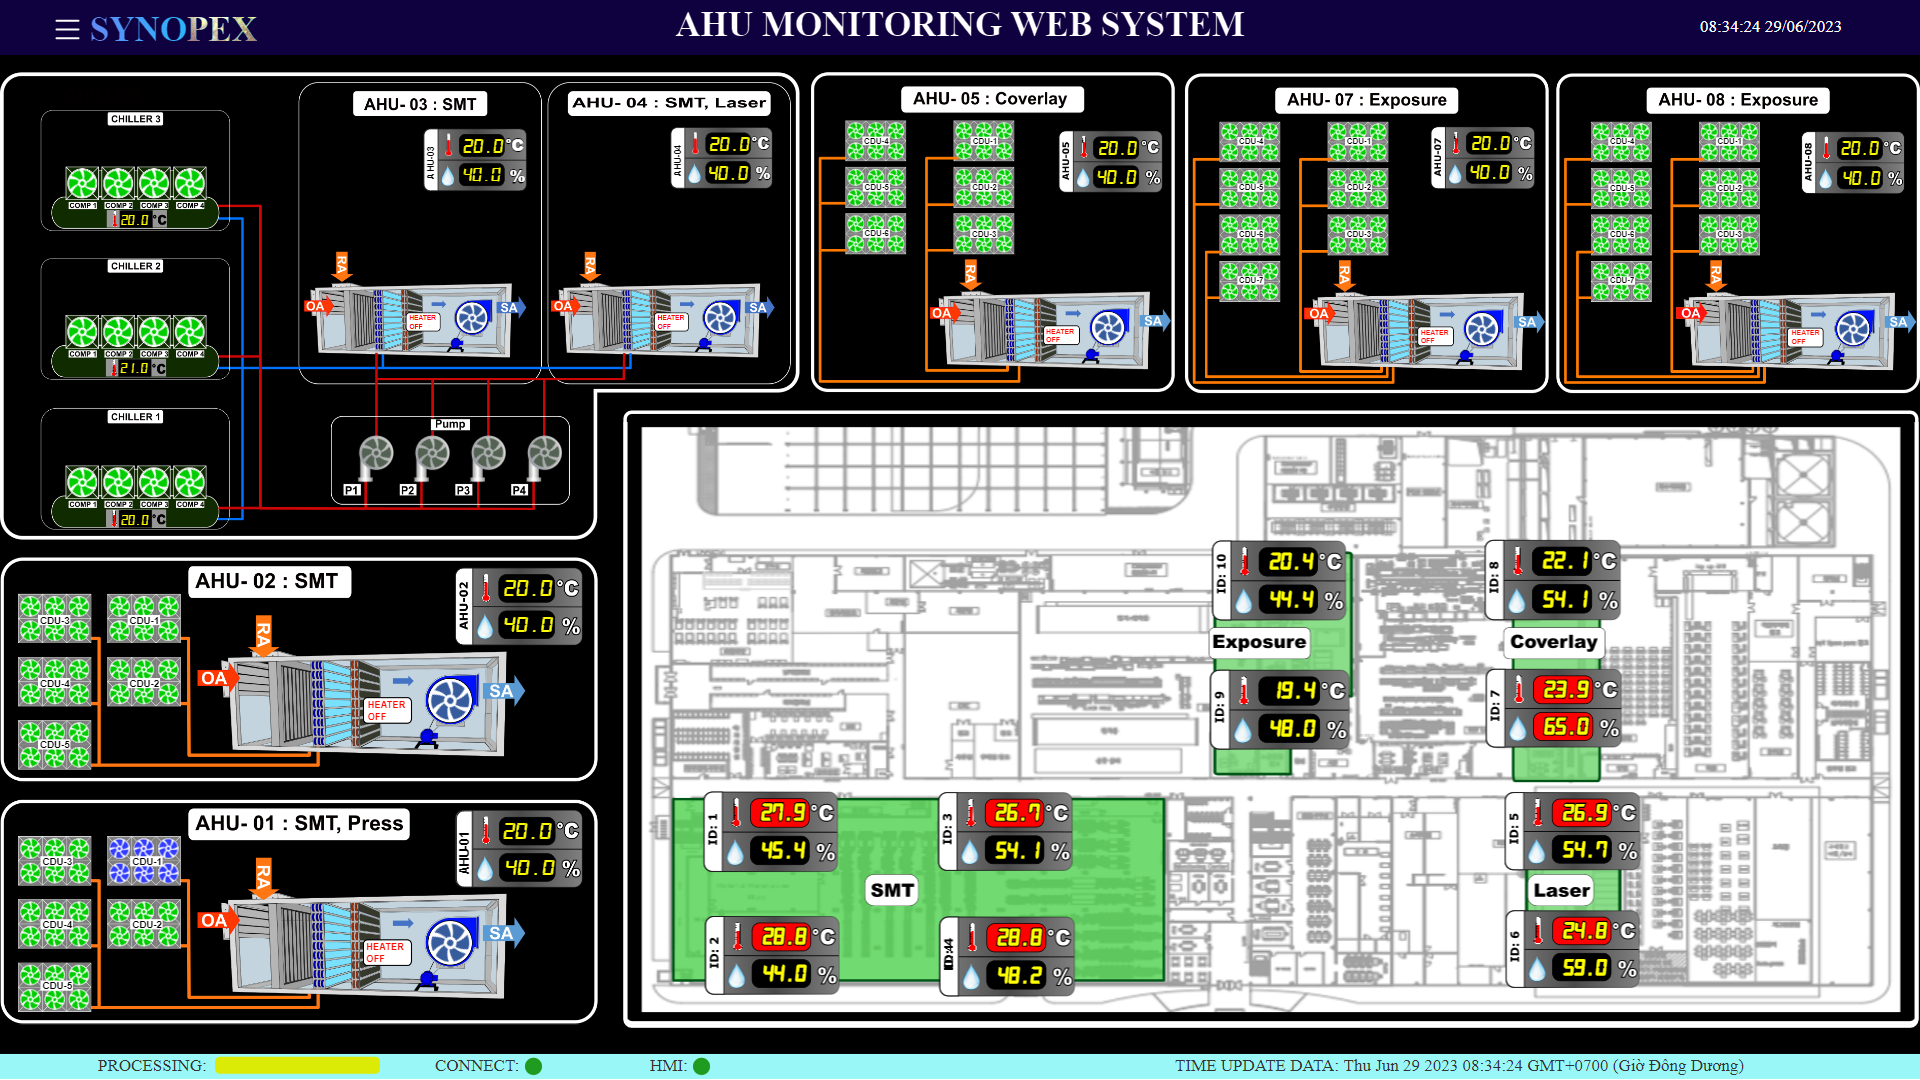 SYNOPEX
AHU MONITORING WEB SYSTEM
08:34:24 29/06/2023
CHILLER 3
COMP 1 COMP 2 COMP 3 COMP 4
20.0 °C
CHILLER 2
COMP 1 COMP 2 COMP 3 COMP 4
21.0 °C
CHILLER 1
COMP 1 COMP 2 COMP 3 COMP 4
20.0 °C
AHU- 03 : SMT
AHU-03
20.0 °C
40.0 %
RA
OA
HEATER
OFF
SA
AHU- 04 : SMT, Laser
AHU-04
20.0 °C
40.0 %
RA
OA
HEATER
OFF
SA
Pump
P1 P2 P3 P4
AHU- 05 : Coverlay
CDU-4 CDU-1
CDU-5 CDU-2
CDU-6 CDU-3
AHU-05
20.0 °C
40.0 %
RA
OA
HEATER
OFF
SA
AHU- 07 : Exposure
CDU-4 CDU-1
CDU-5 CDU-2
CDU-6 CDU-3
CDU-7
AHU-07
20.0 °C
40.0 %
RA
OA
HEATER
OFF
SA
AHU- 08 : Exposure
CDU-4 CDU-1
CDU-5 CDU-2
CDU-6 CDU-3
CDU-7
AHU-08
20.0 °C
40.0 %
RA
OA
HEATER
OFF
SA
AHU- 02 : SMT
CDU-3 CDU-1
CDU-4 CDU-2
CDU-5
AHU-02
20.0 °C
40.0 %
RA
OA
HEATER
OFF
SA
AHU- 01 : SMT, Press
CDU-3 CDU-1
CDU-4 CDU-2
CDU-5
AHU-01
20.0 °C
40.0 %
RA
OA
HEATER
OFF
SA
ID: 10
20.4 °C
44.4 %
Exposure
ID: 9
19.4 °C
48.0 %
ID: 8
22.1 °C
54.1 %
Coverlay
ID: 7
23.9 °C
65.0 %
ID: 1
27.9 °C
45.4 %
ID: 3
26.7 °C
54.1 %
SMT
ID: 2
28.8 °C
44.0 %
28.8 °C
48.2 %
ID: 5
26.9 °C
54.7 %
Laser
ID: 6
24.8 °C
59.0 %
PROCESSING:
CONNECT:
HMI:
TIME UPDATE DATA: Thu Jun 29 2023 08:34:24 GMT+0700 (Giờ Đông Dương)